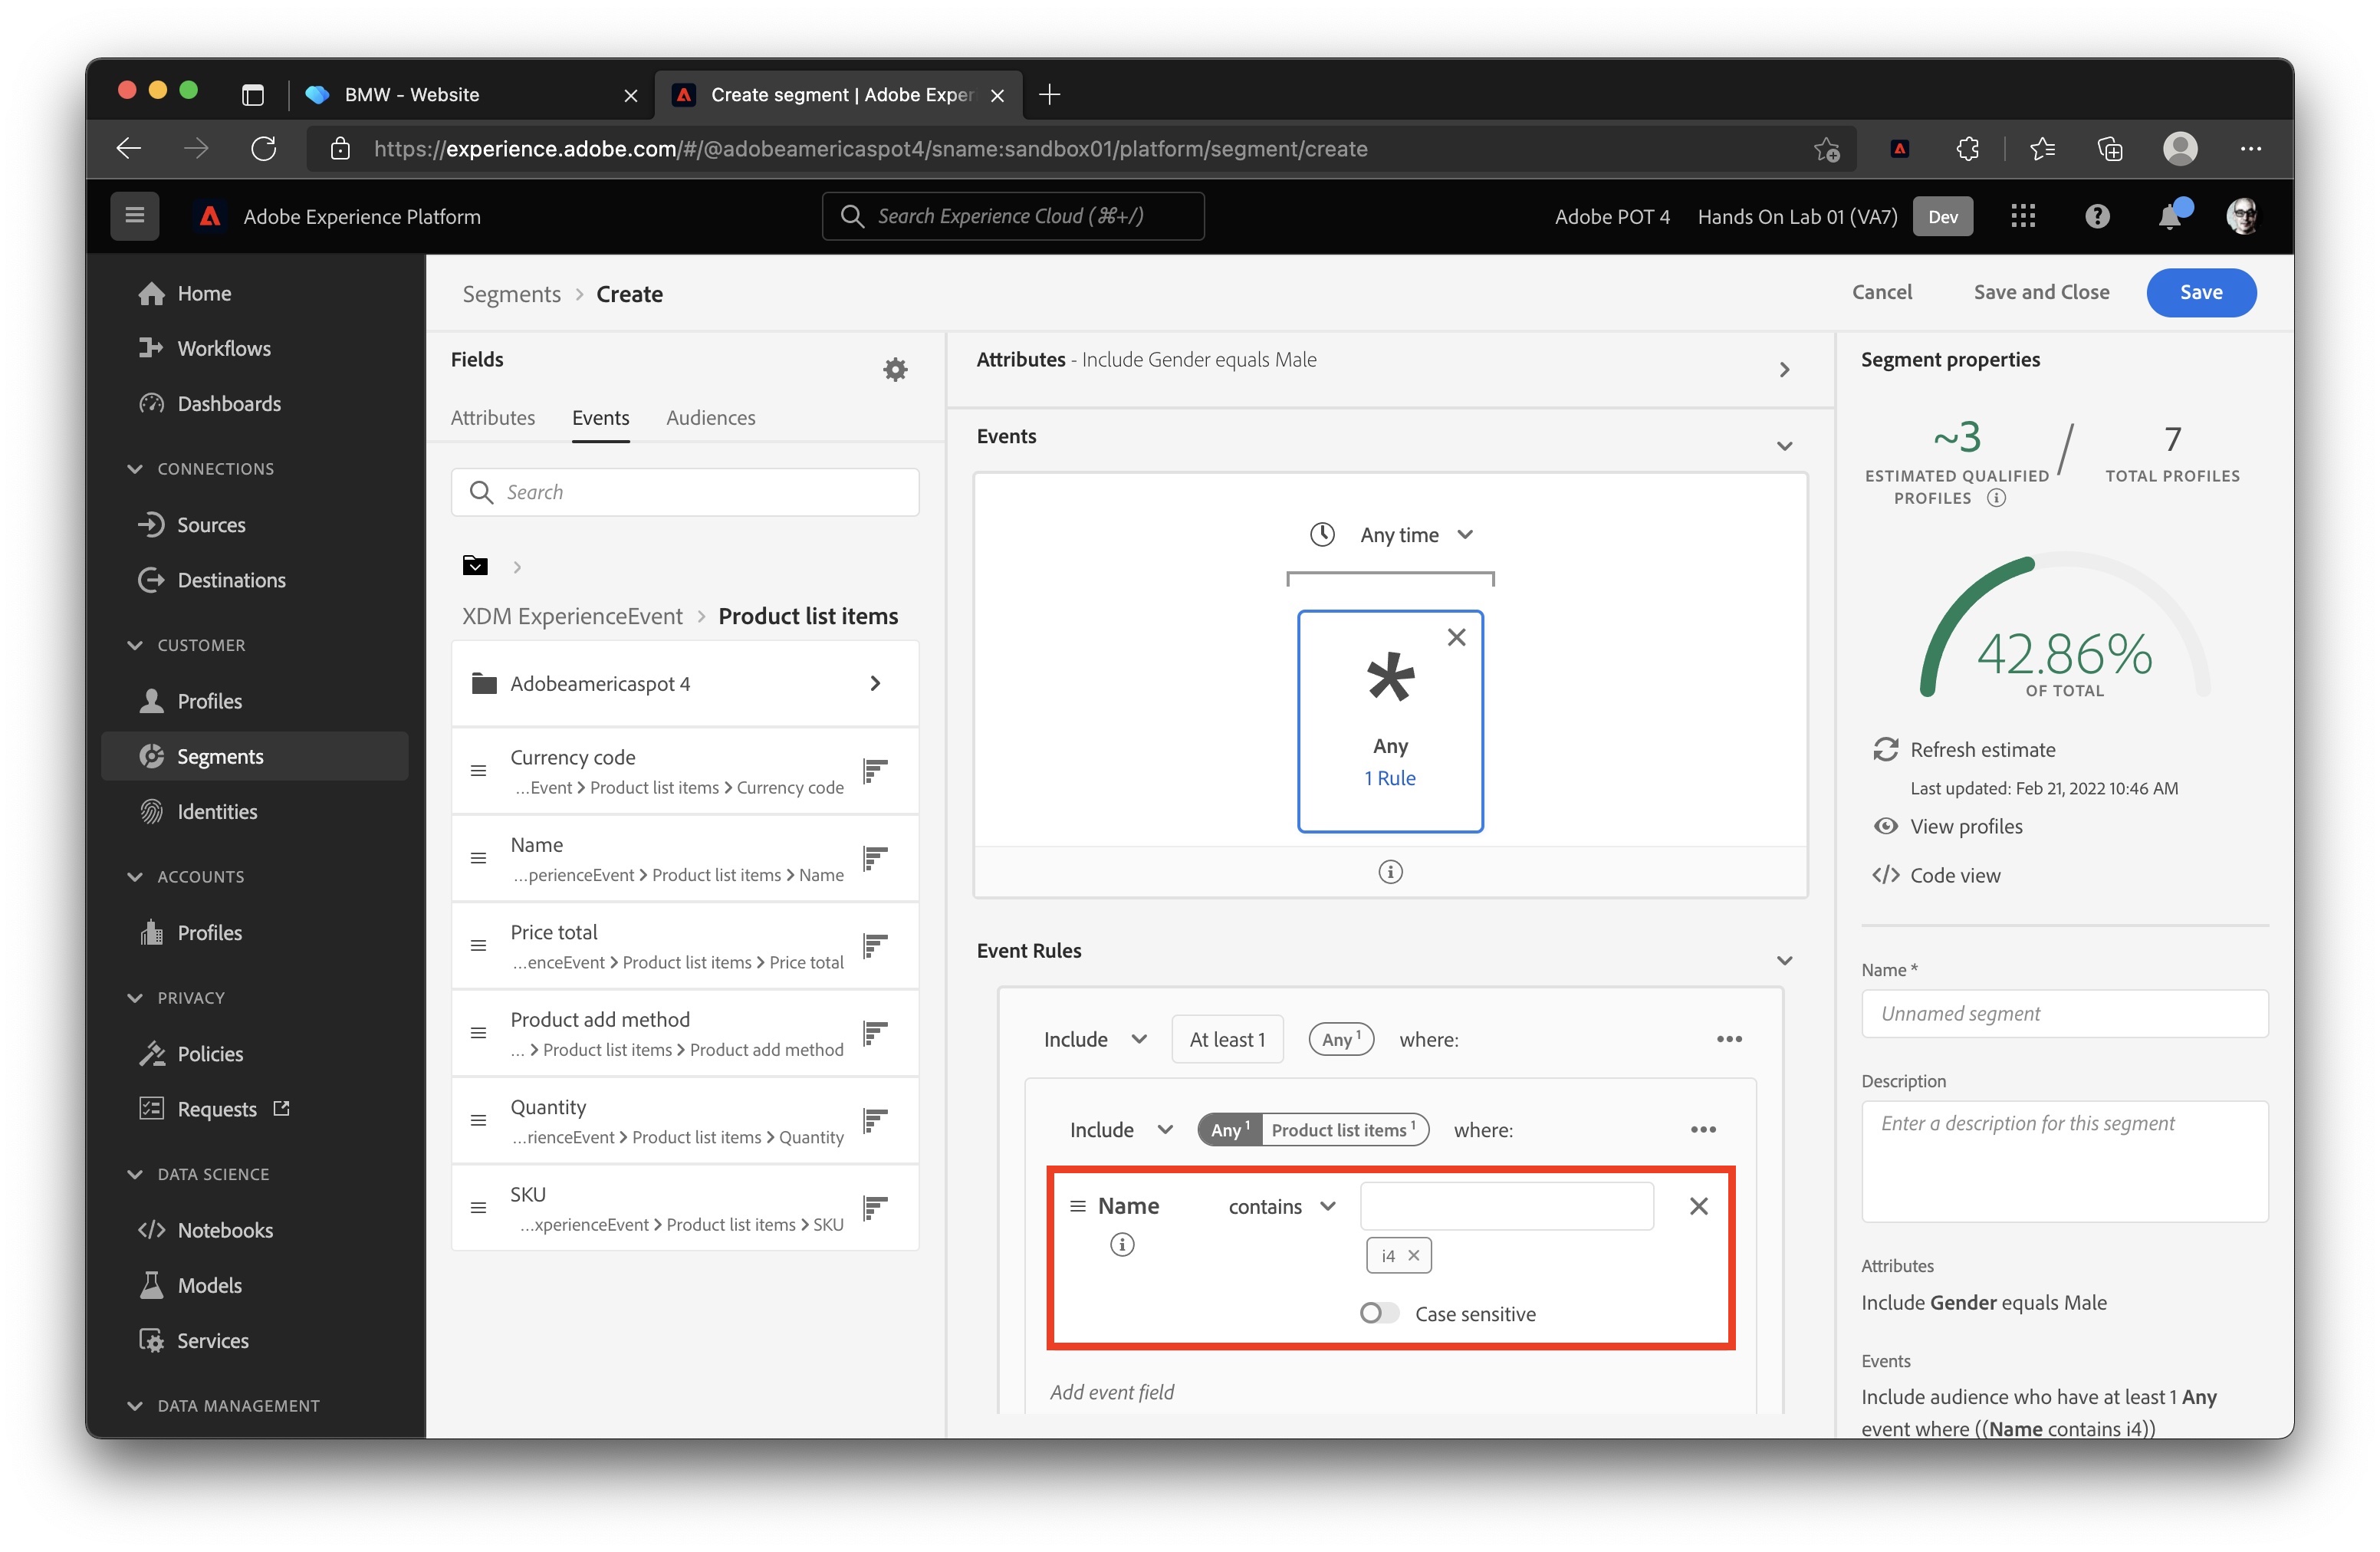 BMW - Website
Create segment | Adobe Exper
https://experience.adobe.com/#/@adobeamericaspot4/sname:sandbox01/platform/segment/create
Adobe Experience Platform
Search Experience Cloud (⌘+/)
Adobe POT 4
Hands On Lab 01 (VA7)
Dev
Home
Workflows
Dashboards
CONNECTIONS
Sources
Destinations
CUSTOMER
Profiles
Segments
Identities
ACCOUNTS
Profiles
PRIVACY
Policies
Requests
DATA SCIENCE
Notebooks
Models
Services
DATA MANAGEMENT
Segments > Create
Cancel
Save and Close
Save
Fields
Attributes
Events
Audiences
Search
XDM ExperienceEvent > Product list items
Adobeamericaspot 4
Currency code
...Event > Product list items > Currency code
Name
...perienceEvent > Product list items > Name
Price total
...enceEvent > Product list items > Price total
Product add method
... > Product list items > Product add method
Quantity
...rienceEvent > Product list items > Quantity
SKU
...xperienceEvent > Product list items > SKU
Attributes - Include Gender equals Male
Events
Any time
Any
1 Rule
Event Rules
Include
At least 1
Any 1
where:
Include
Any 1
Product list items 1
where:
Name
contains
i4
Case sensitive
Add event field
Segment properties
~3
ESTIMATED QUALIFIED
PROFILES
/
7
TOTAL PROFILES
42.86%
OF TOTAL
Refresh estimate
Last updated: Feb 21, 2022 10:46 AM
View profiles
</> Code view
Name *
Unnamed segment
Description
Enter a description for this segment
Attributes
Include Gender equals Male
Events
Include audience who have at least 1 Any
event where ((Name contains i4))